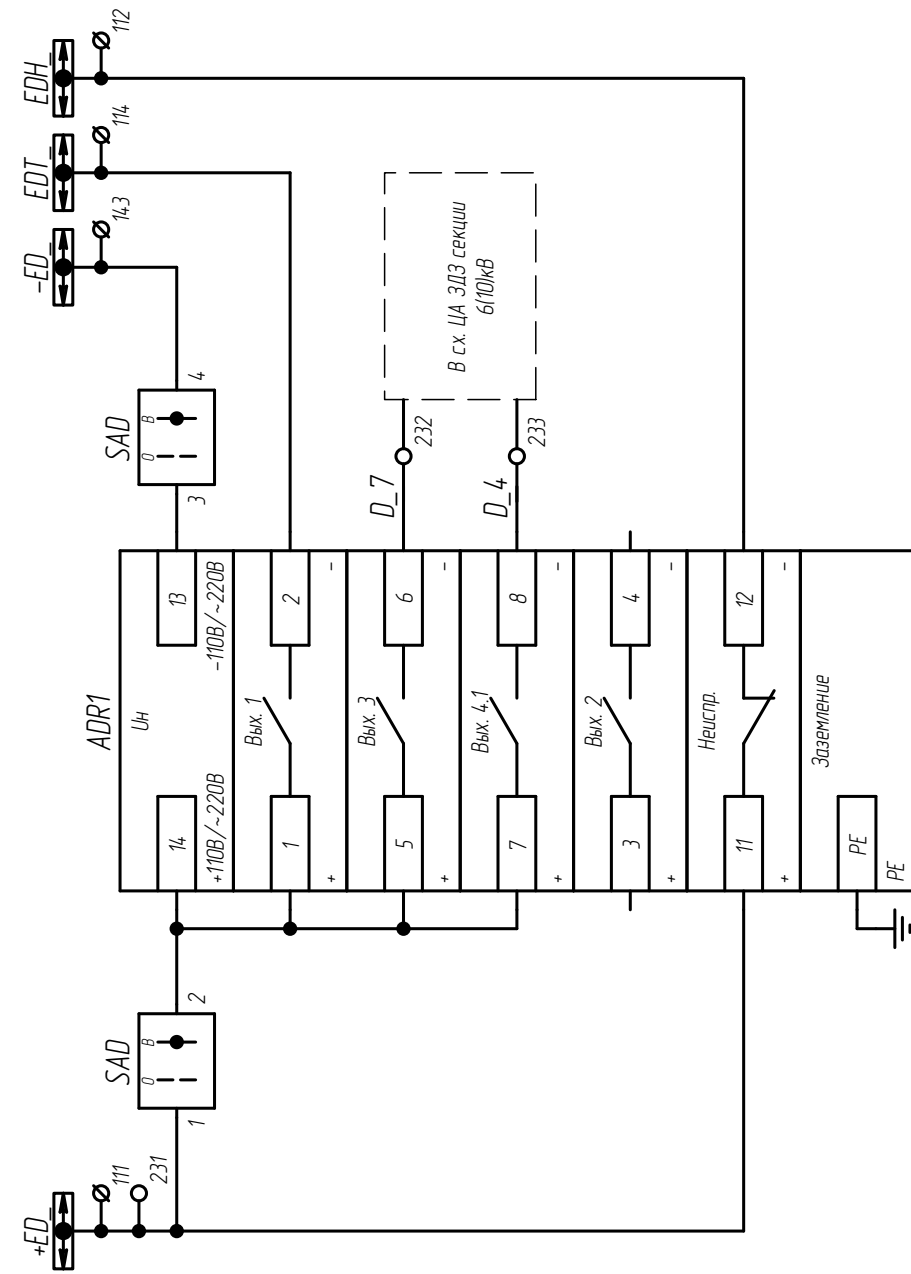 +ED_
111
231
1
SAD
О
В
2
ADR1
Uн
14
+110В/~220В
13
-110В/~220В
3
SAD
О
В
4
-ED_
143
EDT_
114
EDH_
112
1
+
Вых. 1
2
-
5
+
Вых. 3
6
-
D_7
232
7
+
Вых. 4.1
8
-
D_4
233
В сх. ЦА ЗДЗ секции
6(10)кВ
3
+
Вых. 2
4
-
11
+
Неиспр.
12
-
Заземление
PE
PE